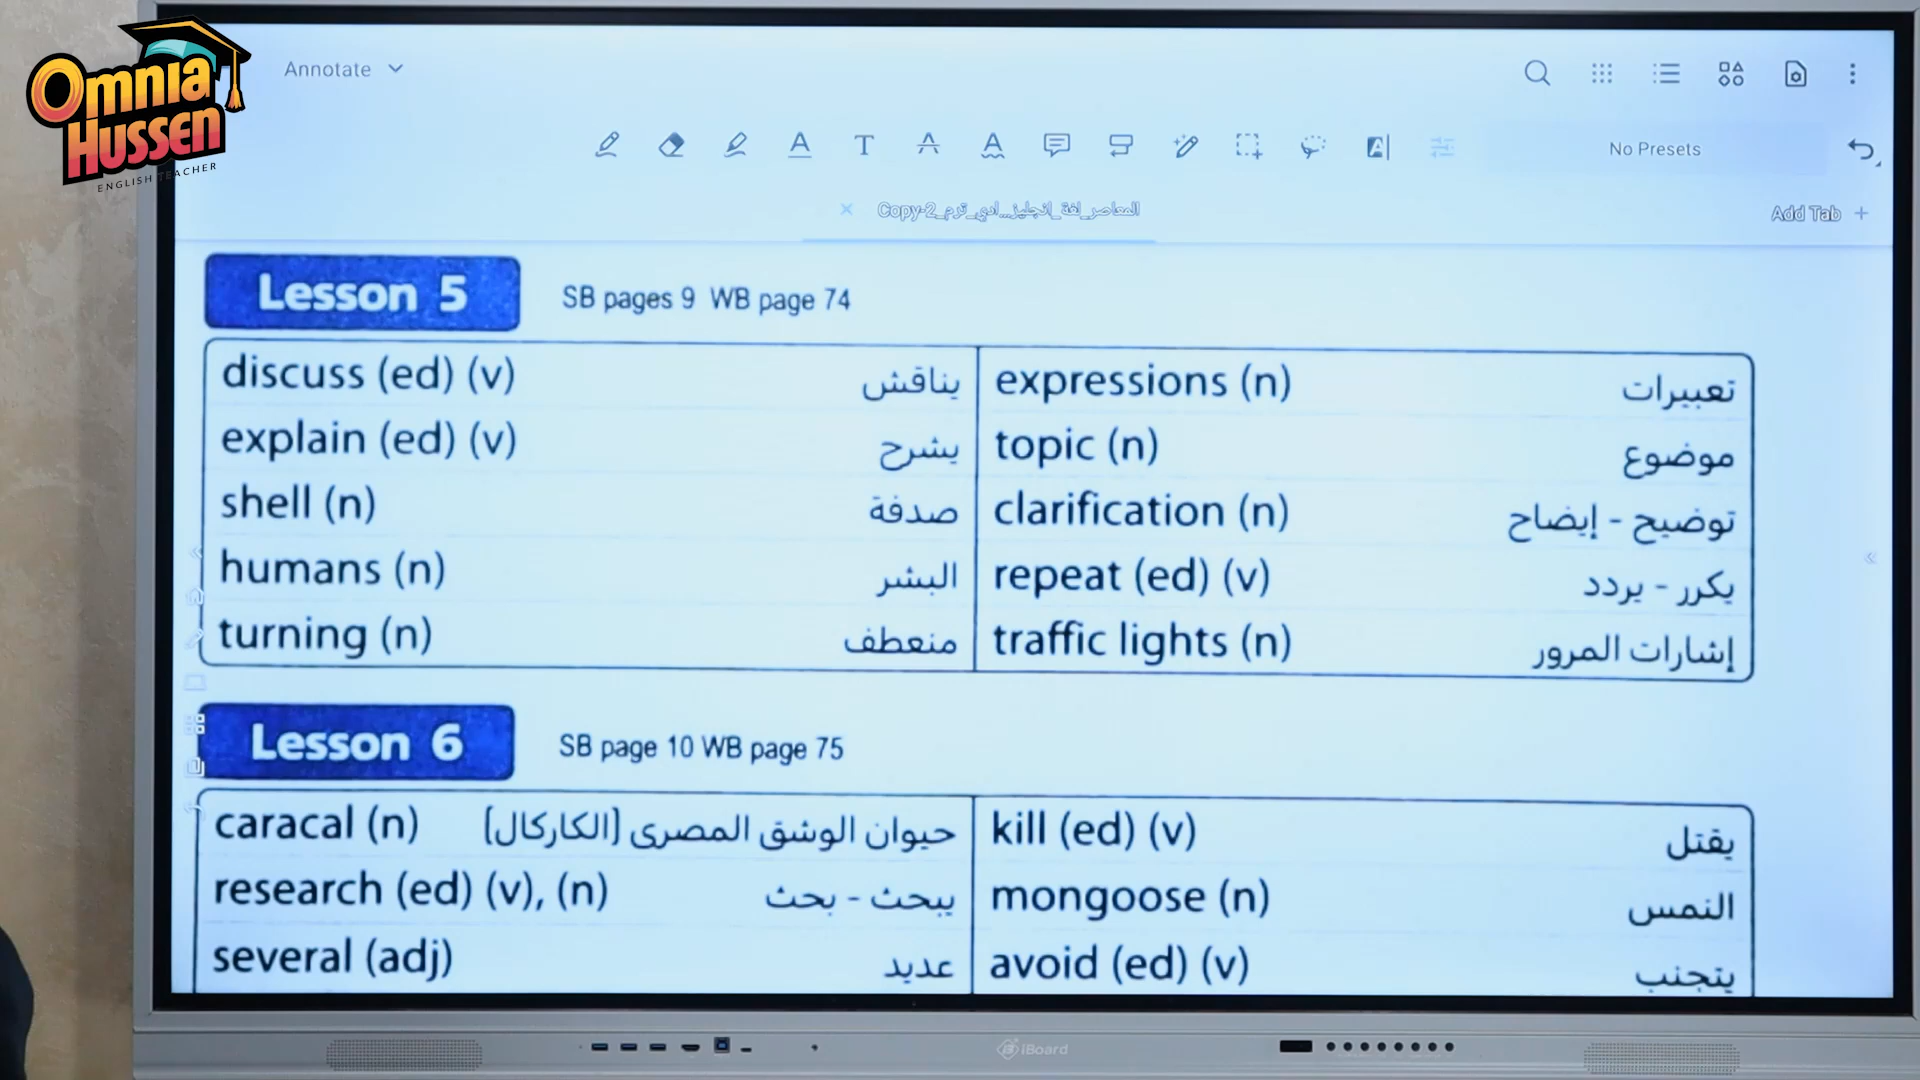 Omnia
Hussen
ENGLISH TEACHER
Annotate
No Presets
المعاصر_لغة_إنجليز...ادي_ترم_2-Copy
Add Tab +
Lesson 5
SB pages 9 WB page 74
discuss (ed) (v) يناقش
expressions (n) تعبيرات
explain (ed) (v) يشرح
topic (n) موضوع
shell (n) صدفة
clarification (n) توضيح - إيضاح
humans (n) البشر
repeat (ed) (v) يكرر - يردد
turning (n) منعطف
traffic lights (n) إشارات المرور
Lesson 6
SB page 10 WB page 75
caracal (n) حيوان الوشق المصرى (الكاركال)
kill (ed) (v) يقتل
research (ed) (v), (n) يبحث - بحث
mongoose (n) النمس
several (adj) عديد
avoid (ed) (v) يتجنب
iBoard